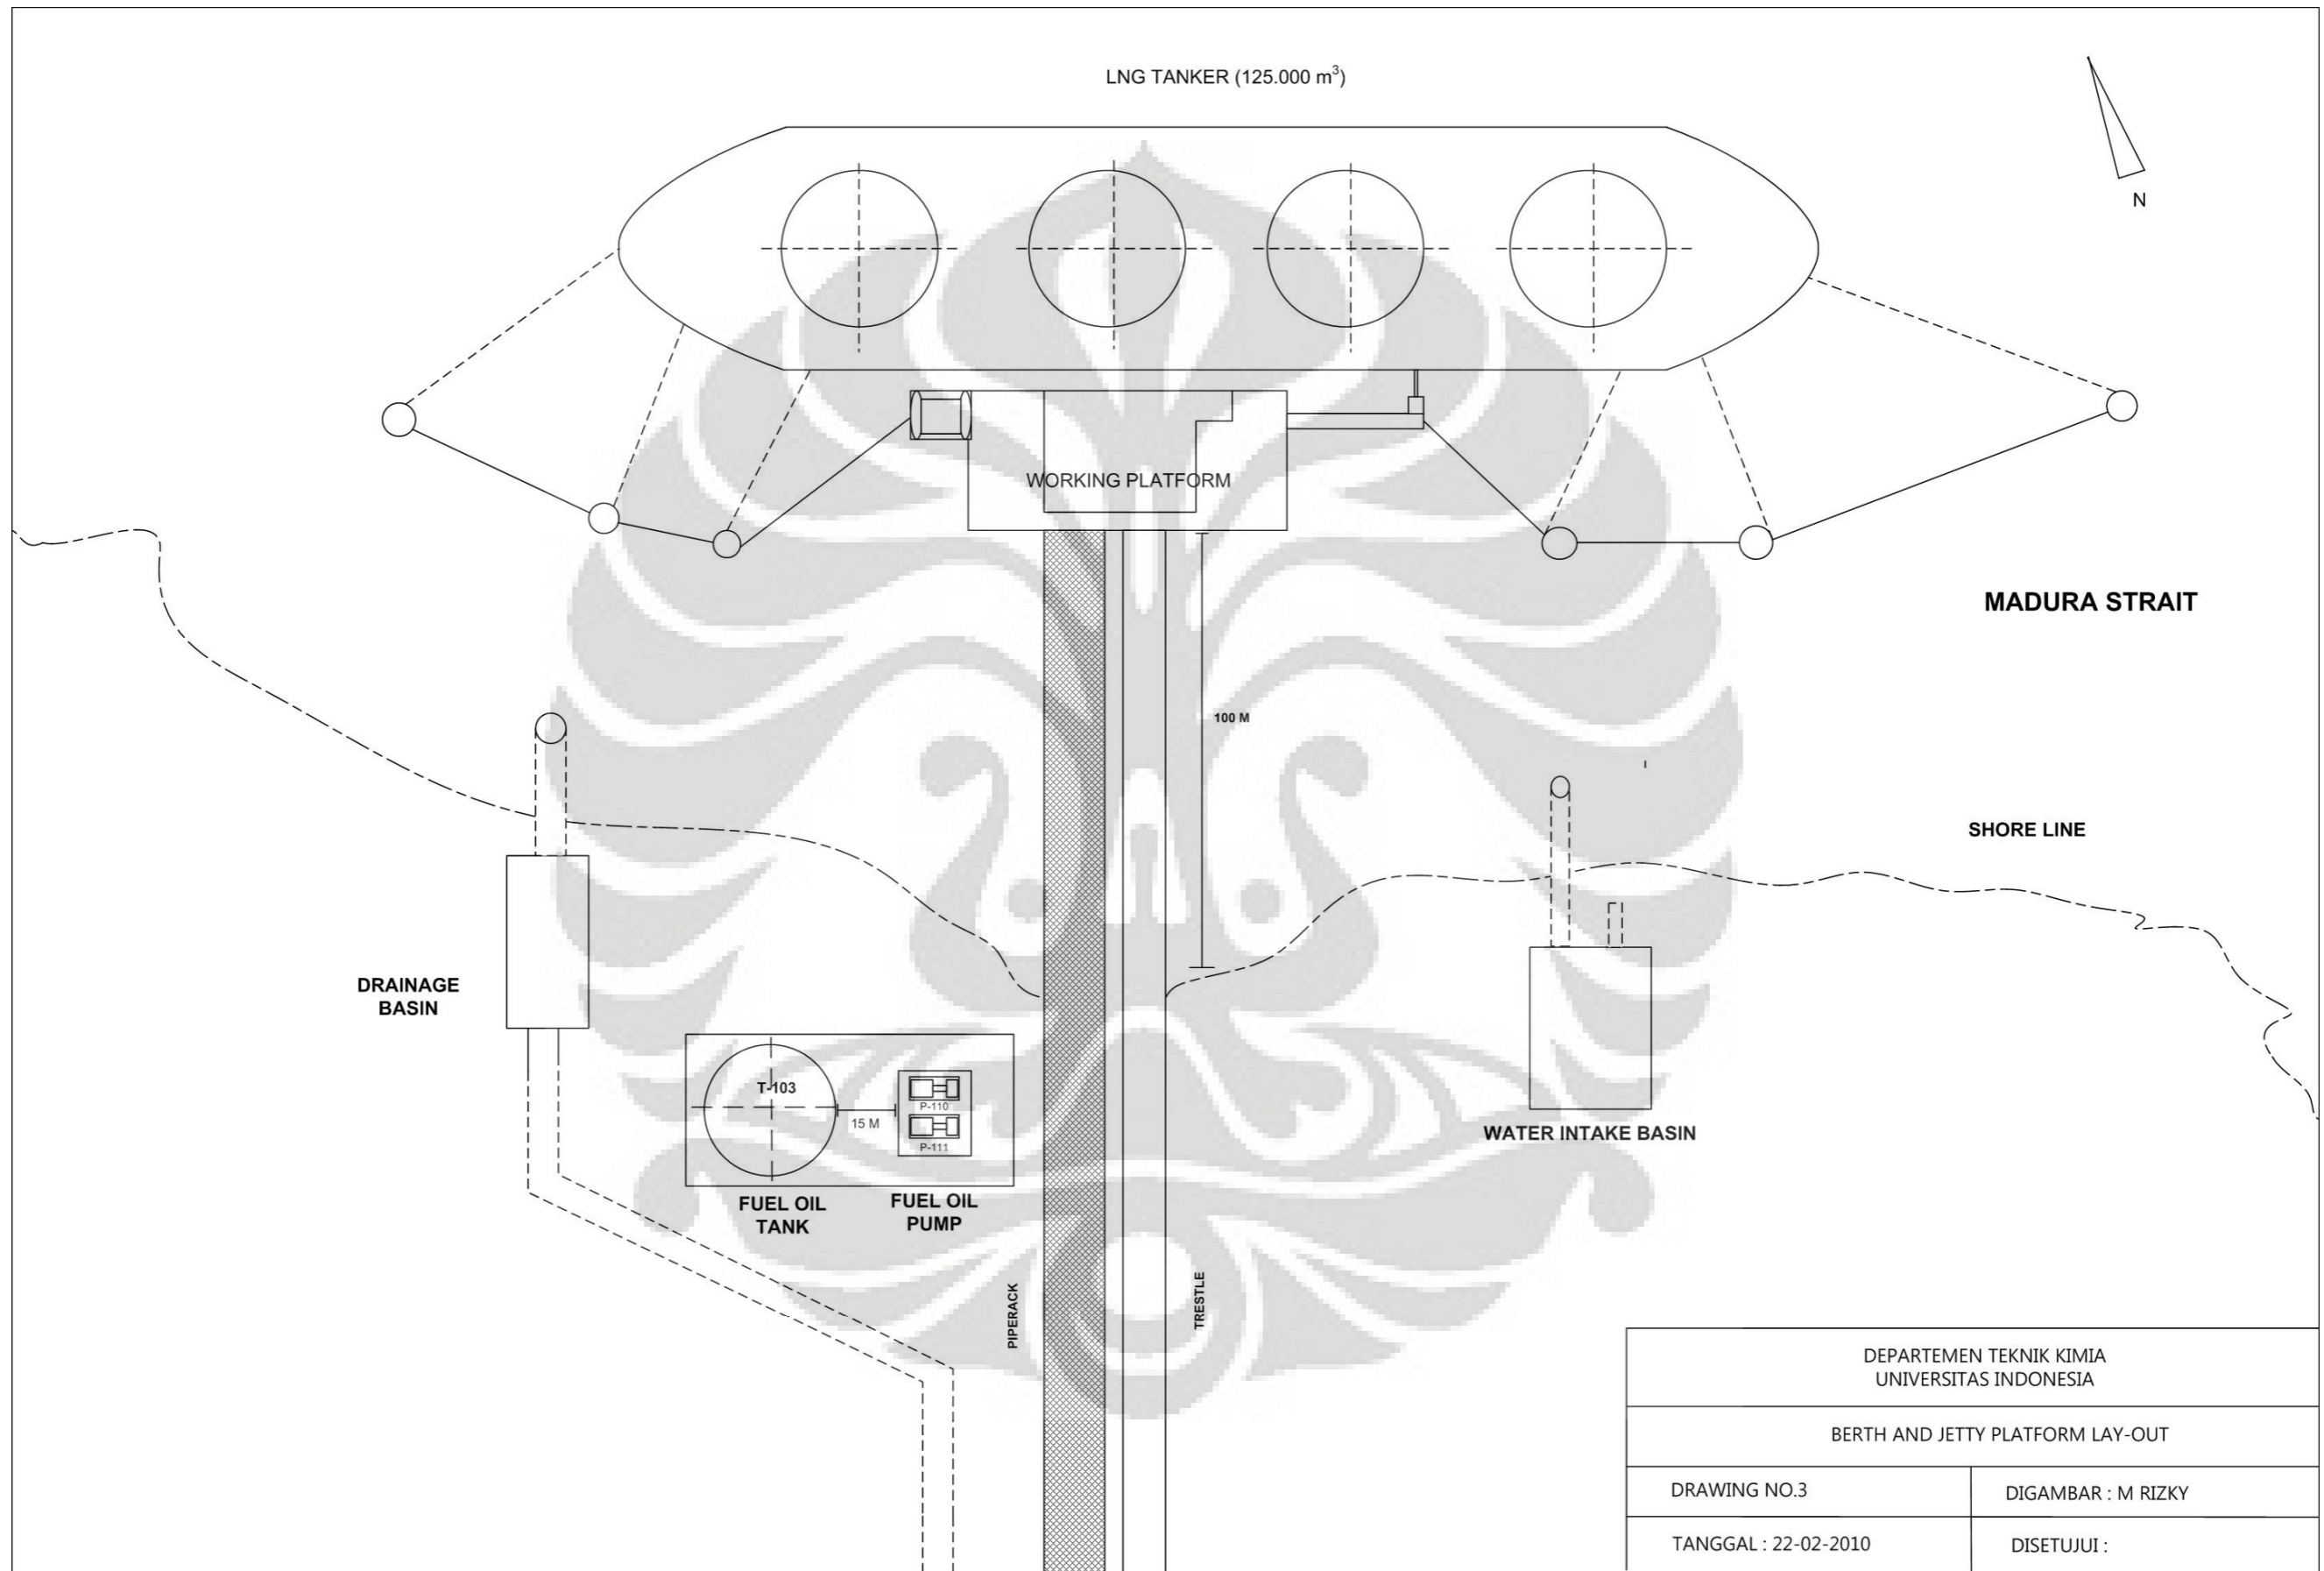 LNG TANKER (125.000 m³)
N
WORKING PLATFORM
MADURA STRAIT
100 M
SHORE LINE
DRAINAGE
BASIN
T-103
P-110
15 M
P-111
WATER INTAKE BASIN
FUEL OIL
TANK
FUEL OIL
PUMP
PIPERACK
TRESTLE
DEPARTEMEN TEKNIK KIMIA
UNIVERSITAS INDONESIA
BERTH AND JETTY PLATFORM LAY-OUT
DRAWING NO.3
DIGAMBAR : M RIZKY
TANGGAL : 22-02-2010
DISETUJUI :